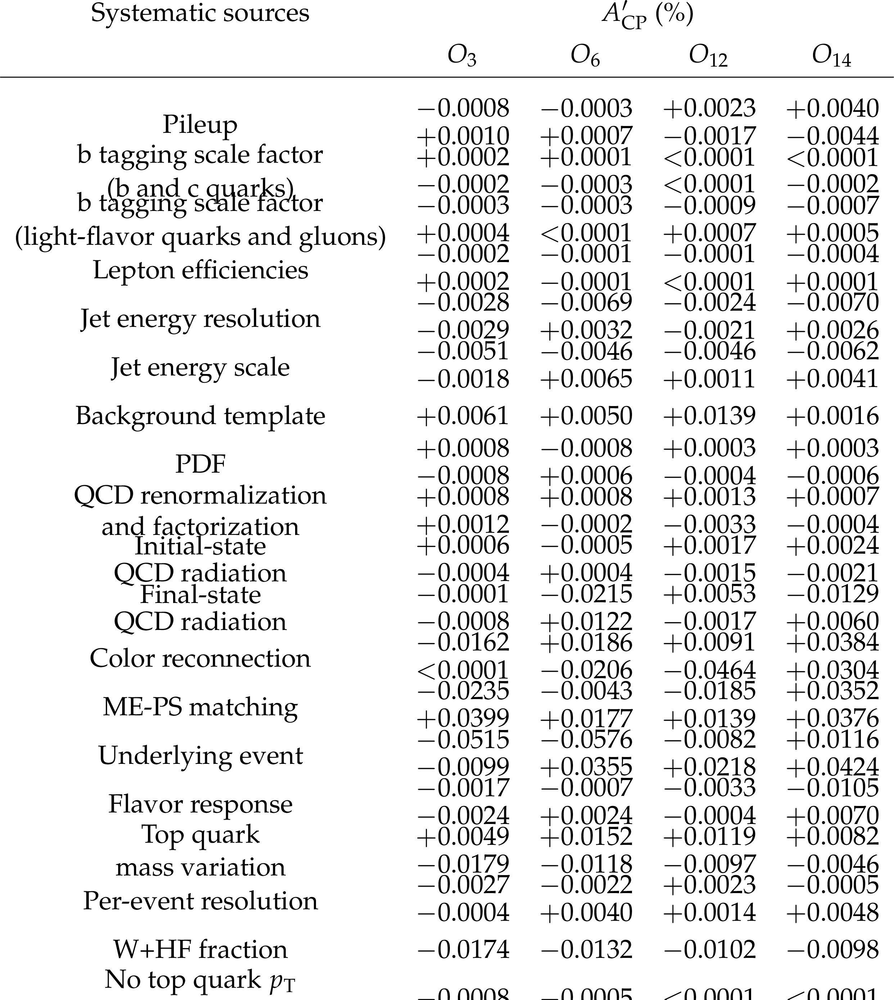 Systematic sources A′CP (%)
O3 O6 O12 O14
−0.0008 −0.0003 +0.0023 +0.0040
Pileup
+0.0010 +0.0007 −0.0017 −0.0044
b tagging scale factor +0.0002 +0.0001 <0.0001 <0.0001
(b and c quarks) −0.0002 −0.0003 <0.0001 −0.0002
b tagging scale factor −0.0003 −0.0003 −0.0009 −0.0007
(light-flavor quarks and gluons) +0.0004 <0.0001 +0.0007 +0.0005
−0.0002 −0.0001 −0.0001 −0.0004
Lepton efficiencies
+0.0002 −0.0001 <0.0001 +0.0001
−0.0028 −0.0069 −0.0024 −0.0070
Jet energy resolution
−0.0029 +0.0032 −0.0021 +0.0026
−0.0051 −0.0046 −0.0046 −0.0062
Jet energy scale
−0.0018 +0.0065 +0.0011 +0.0041
Background template +0.0061 +0.0050 +0.0139 +0.0016
+0.0008 −0.0008 +0.0003 +0.0003
PDF
−0.0008 +0.0006 −0.0004 −0.0006
QCD renormalization +0.0008 +0.0008 +0.0013 +0.0007
and factorization +0.0012 −0.0002 −0.0033 −0.0004
Initial-state +0.0006 −0.0005 +0.0017 +0.0024
QCD radiation −0.0004 +0.0004 −0.0015 −0.0021
Final-state −0.0001 −0.0215 +0.0053 −0.0129
QCD radiation −0.0008 +0.0122 −0.0017 +0.0060
−0.0162 +0.0186 +0.0091 +0.0384
Color reconnection
<0.0001 −0.0206 −0.0464 +0.0304
−0.0235 −0.0043 −0.0185 +0.0352
ME-PS matching
+0.0399 +0.0177 +0.0139 +0.0376
−0.0515 −0.0576 −0.0082 +0.0116
Underlying event
−0.0099 +0.0355 +0.0218 +0.0424
−0.0017 −0.0007 −0.0033 −0.0105
Flavor response
−0.0024 +0.0024 −0.0004 +0.0070
Top quark +0.0049 +0.0152 +0.0119 +0.0082
mass variation −0.0179 −0.0118 −0.0097 −0.0046
−0.0027 −0.0022 +0.0023 −0.0005
Per-event resolution
−0.0004 +0.0040 +0.0014 +0.0048
W+HF fraction −0.0174 −0.0132 −0.0102 −0.0098
No top quark pT
−0.0008 −0.0005 <0.0001 <0.0001